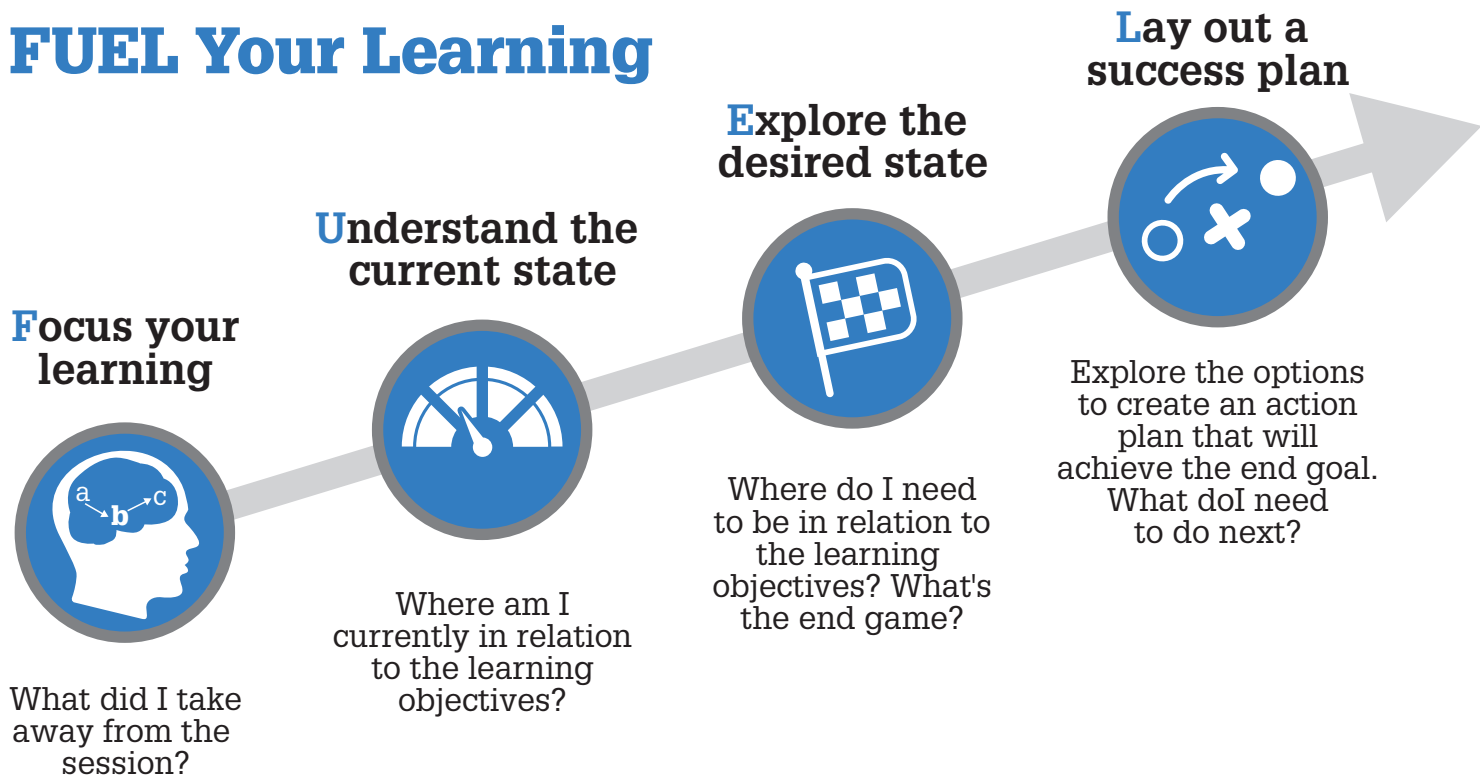 FUEL Your Learning
Focus your
learning
a
b
c
What did I take
away from the
session?
Understand the
current state
Where am I
currently in relation
to the learning
objectives?
Explore the
desired state
Where do I need
to be in relation to
the learning
objectives? What's
the end game?
Lay out a
success plan
Explore the options
to create an action
plan that will
achieve the end goal.
What doI need
to do next?